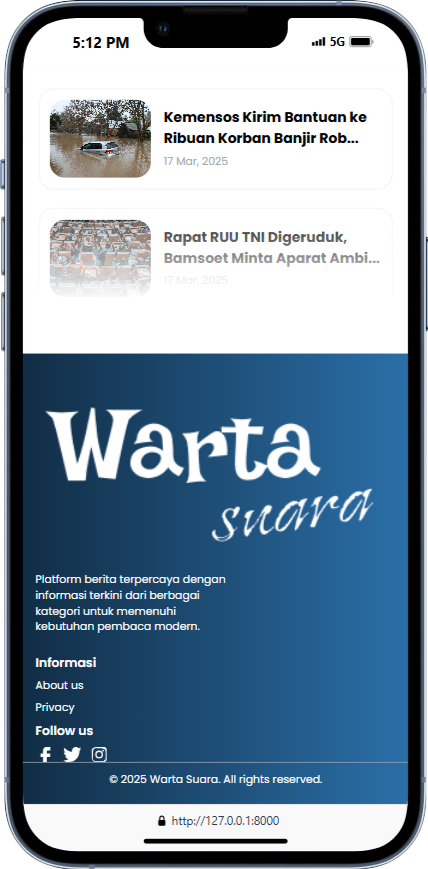 5:12 PM
5G
Kemensos Kirim Bantuan ke
Ribuan Korban Banjir Rob...
17 Mar, 2025
Rapat RUU TNI Digeruduk,
Bamsoet Minta Aparat Ambi...
17 Mar, 2025
Warta
suara
Platform berita terpercaya dengan
informasi terkini dari berbagai
kategori untuk memenuhi
kebutuhan pembaca modern.
Informasi
About us
Privacy
Follow us
© 2025 Warta Suara. All rights reserved.
http://127.0.0.1:8000